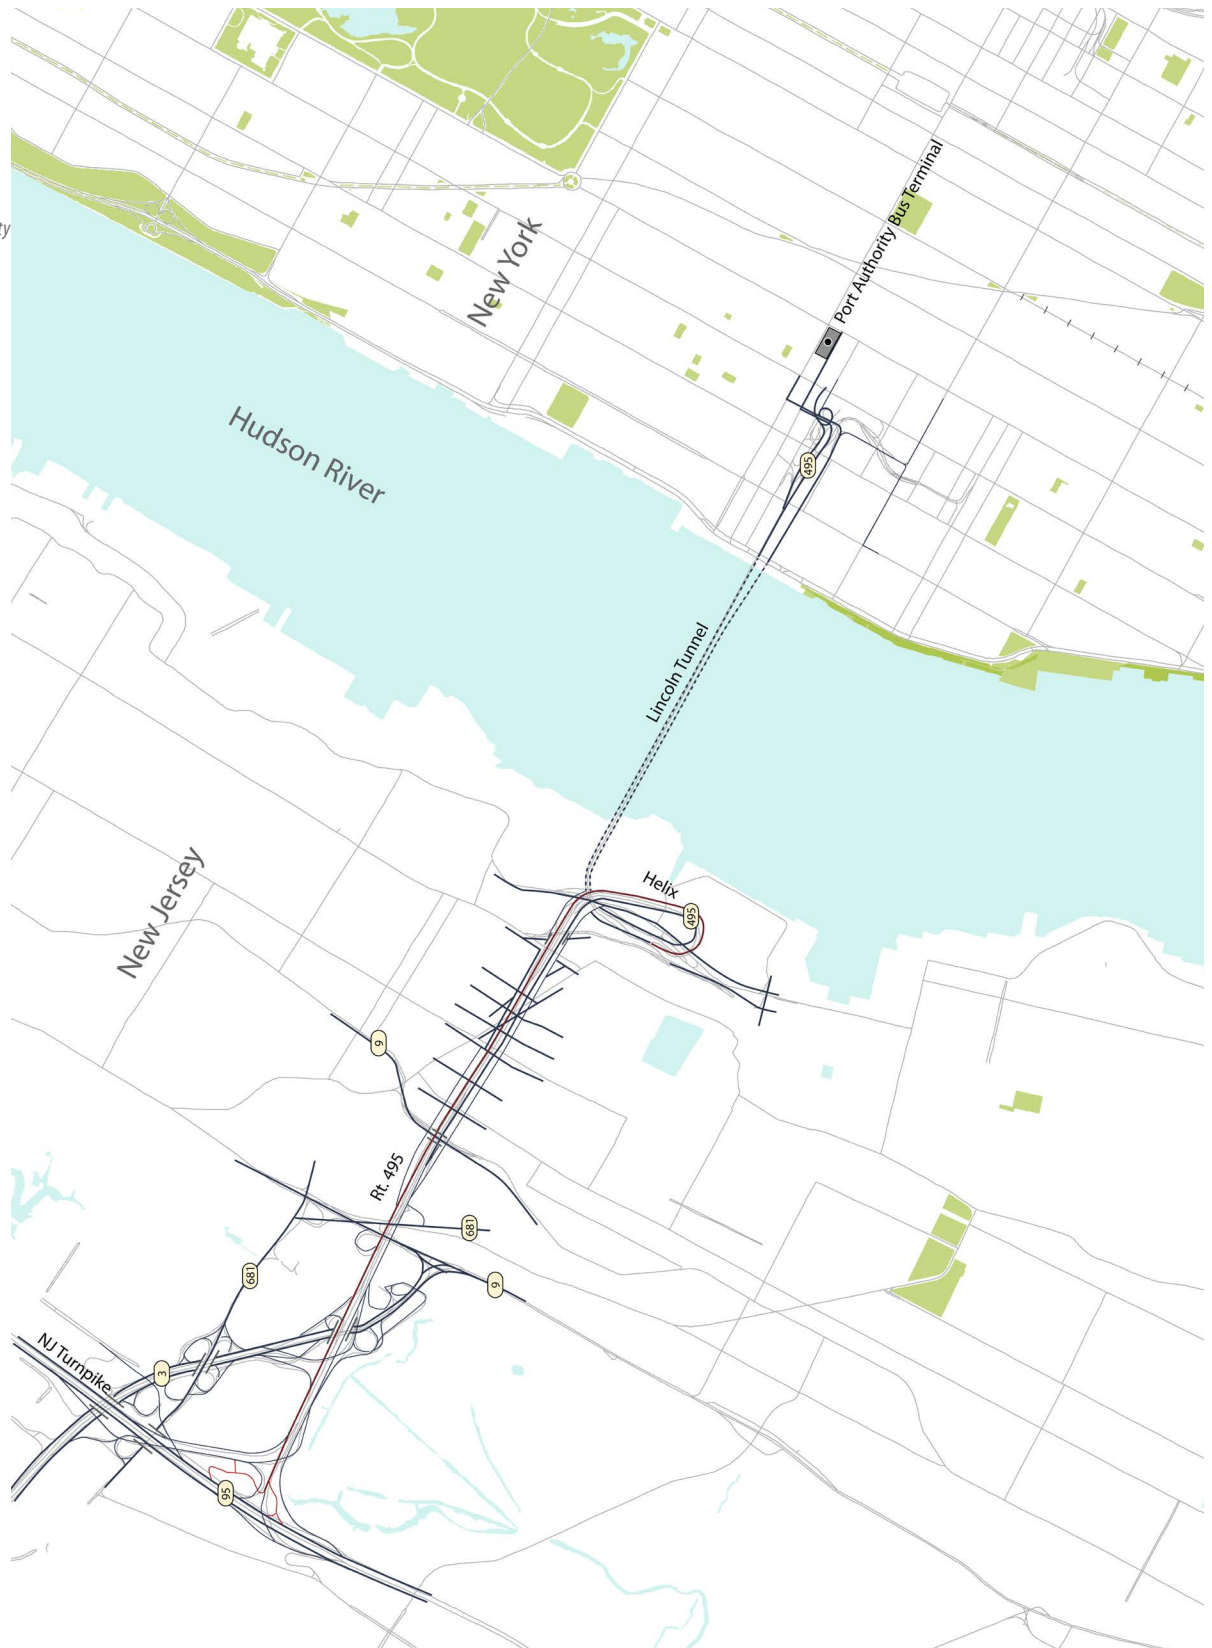 ty
Port Authority Bus Terminal
New York
Hudson River
495
Lincoln Tunnel
Helix
495
New Jersey
9
Rt. 495
681
681
9
NJ Turnpike
3
95